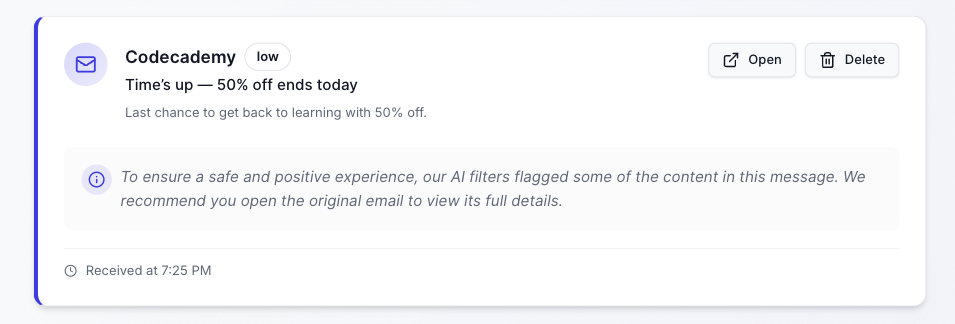 Codecademy low
Open
Delete
Time’s up — 50% off ends today
Last chance to get back to learning with 50% off.
To ensure a safe and positive experience, our AI filters flagged some of the content in this message. We
recommend you open the original email to view its full details.
Received at 7:25 PM